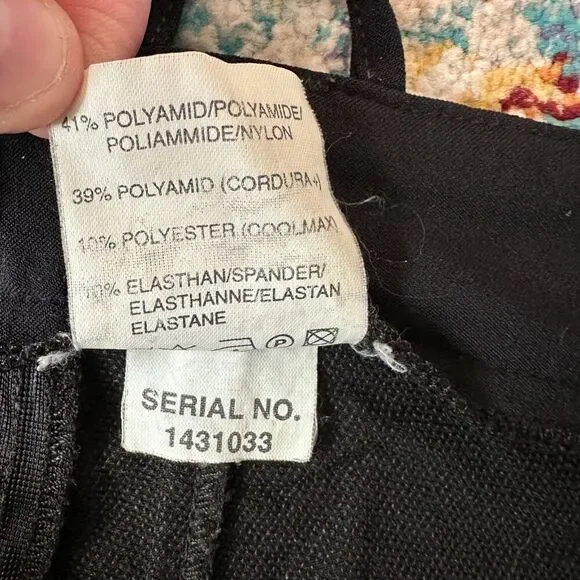 41% POLYAMID/POLYAMIDE/
POLIAMMIDE/NYLON
39% POLYAMID (CORDURA+)
10% POLYESTER (COOLMAX)
10% ELASTHAN/SPANDER/
ELASTHANNE/ELASTAN
ELASTANE
P
SERIAL NO.
1431033